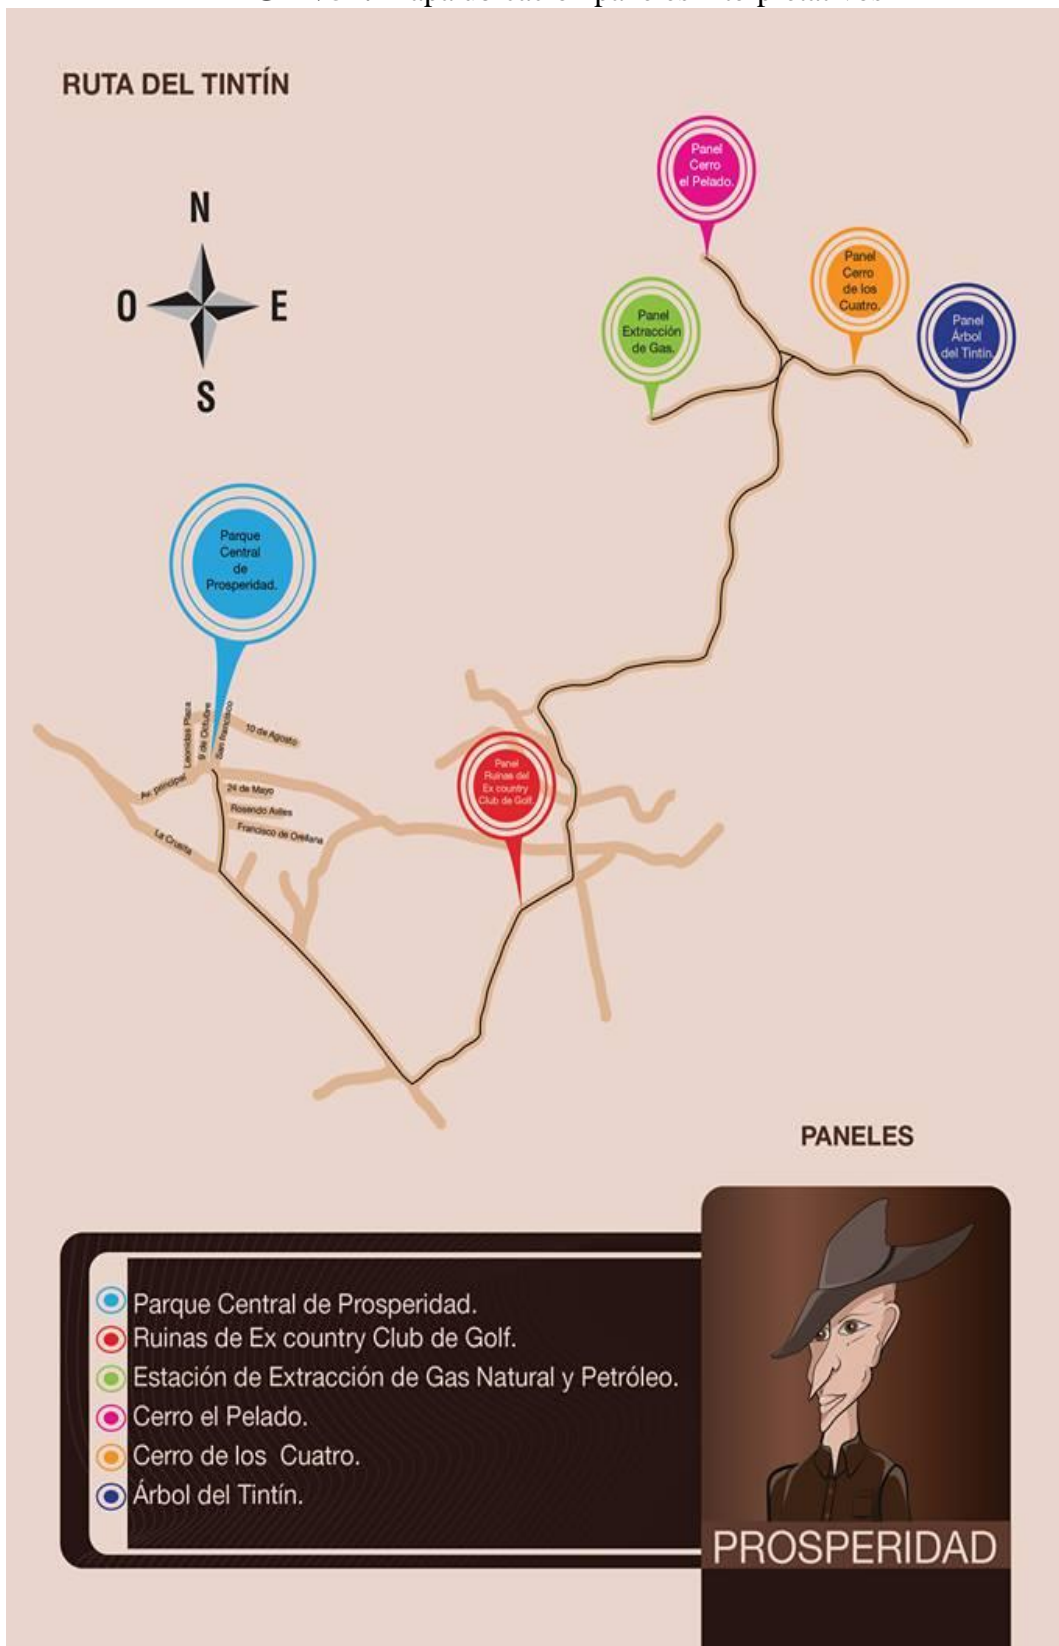 RUTA DEL TINTÍN
N
O
E
S
Panel
Cerro
el Pelado.
Panel
Cerro
de los
Cuatro.
Panel
Extracción
de Gas.
Panel
Árbol
del Tintín.
Parque
Central
de
Prosperidad.
Leonidas Plaza
9 de Octubre
San francisco
10 de Agosto
Av. principal
24 de Mayo
Rosendo Aviles
Francisco de Orellana
La Crusita
Panel
Ruinas del
Ex country
Club de Golf.
PANELES
Parque Central de Prosperidad.
Ruinas de Ex country Club de Golf.
Estación de Extracción de Gas Natural y Petróleo.
Cerro el Pelado.
Cerro de los Cuatro.
Árbol del Tintín.
PROSPERIDAD